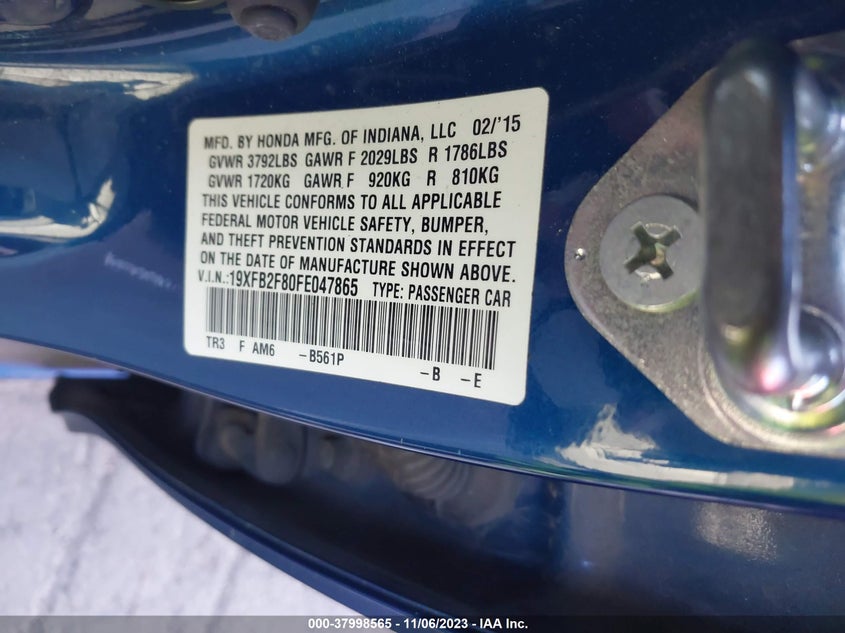 MFD. BY HONDA MFG. OF INDIANA, LLC 02/'15
GVWR 3792LBS GAWR F 2029LBS R 1786LBS
GVWR 1720KG GAWR F 920KG R 810KG
THIS VEHICLE CONFORMS TO ALL APPLICABLE
FEDERAL MOTOR VEHICLE SAFETY, BUMPER,
AND THEFT PREVENTION STANDARDS IN EFFECT
ON THE DATE OF MANUFACTURE SHOWN ABOVE.
V.I.N.:19XFB2F80FE047865 TYPE: PASSENGER CAR
TR3 F AM6 -B561P -B -E
000-37998565 - 11/06/2023 - IAA Inc.